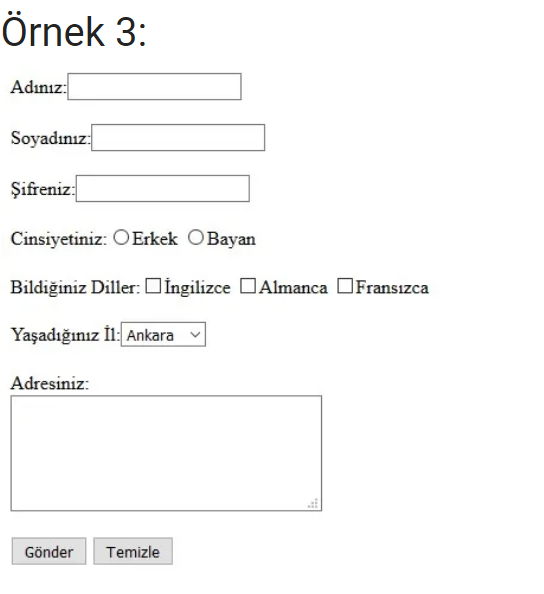 Örnek 3:
Adınız:
Soyadınız:
Şifreniz:
Cinsiyetiniz: Erkek Bayan
Bildiğiniz Diller: İngilizce Almanca Fransızca
Yaşadığınız İl: Ankara
Adresiniz:
Gönder Temizle